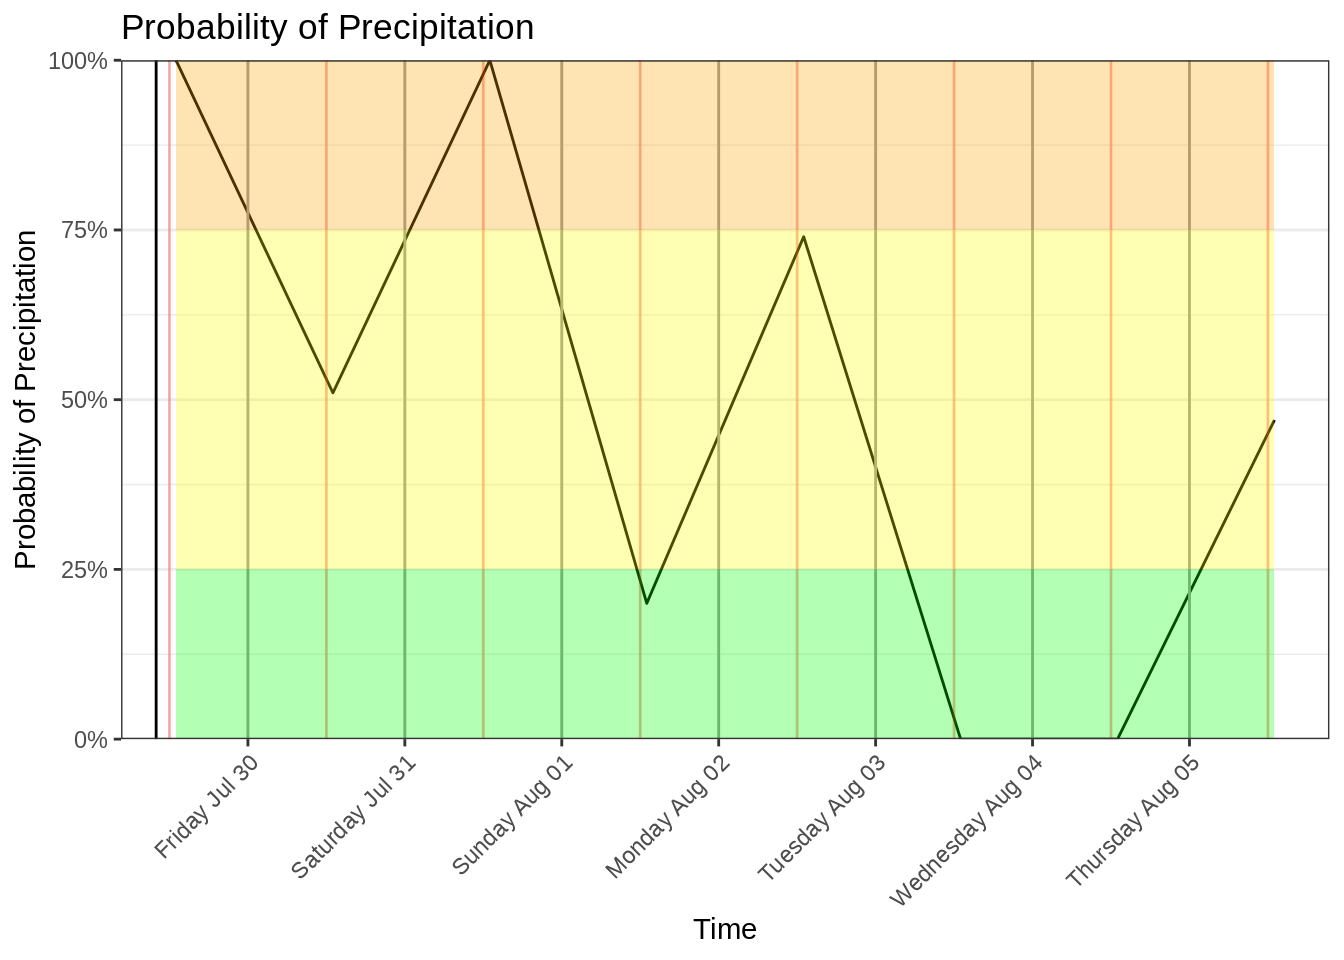 Probability of Precipitation
Probability of Precipitation
100%
75%
50%
25%
0%
Friday Jul 30
Saturday Jul 31
Sunday Aug 01
Monday Aug 02
Tuesday Aug 03
Wednesday Aug 04
Thursday Aug 05
Time